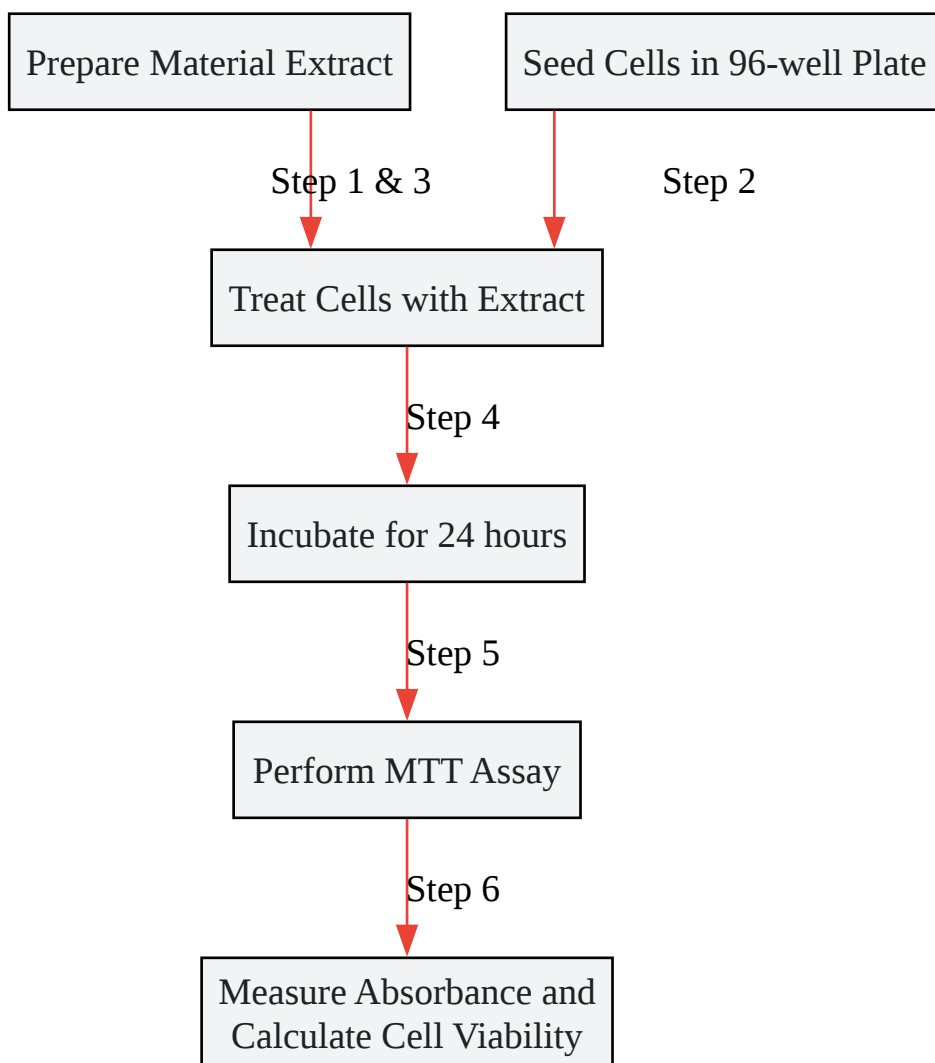 Prepare Material Extract
Seed Cells in 96-well Plate
Step 1 & 3
Step 2
Treat Cells with Extract
Step 4
Incubate for 24 hours
Step 5
Perform MTT Assay
Step 6
Measure Absorbance and
Calculate Cell Viability